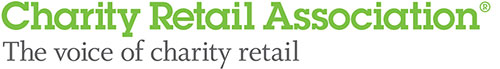 Charity Retail Association®
The voice of charity retail